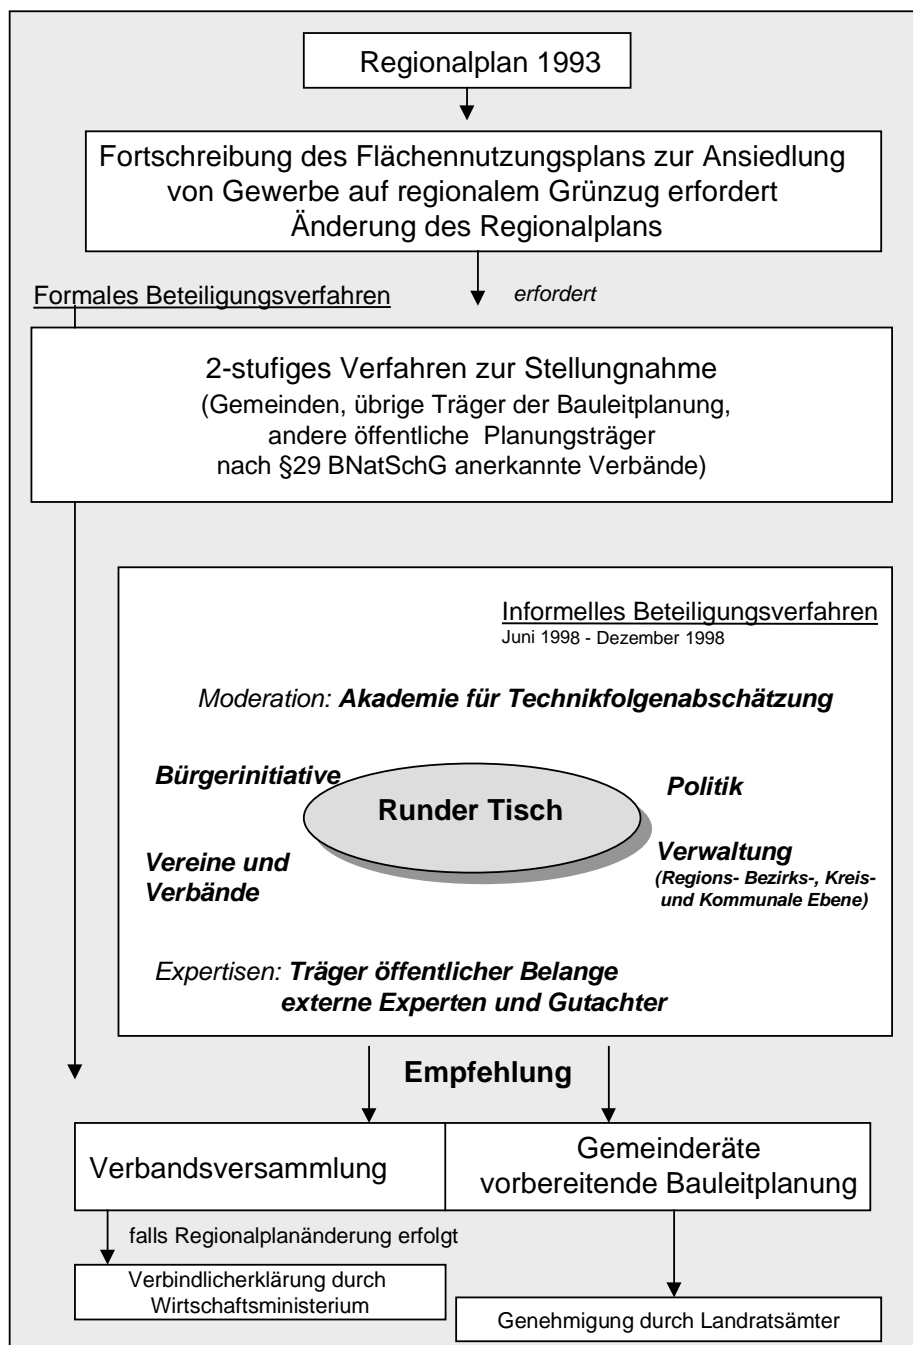 Regionalplan 1993
Fortschreibung des Flächennutzungsplans zur Ansiedlung
von Gewerbe auf regionalem Grünzug erfordert
Änderung des Regionalplans
Formales Beteiligungsverfahren
erfordert
2-stufiges Verfahren zur Stellungnahme
(Gemeinden, übrige Träger der Bauleitplanung,
andere öffentliche Planungsträger
nach §29 BNatSchG anerkannte Verbände)
Informelles Beteiligungsverfahren
Juni 1998 - Dezember 1998
Moderation: Akademie für Technikfolgenabschätzung
Bürgerinitiative
Runder Tisch
Politik
Vereine und
Verbände
Verwaltung
(Regions- Bezirks-, Kreis-
und Kommunale Ebene)
Expertisen: Träger öffentlicher Belange
externe Experten und Gutachter
Empfehlung
Verbandsversammlung
Gemeinderäte
vorbereitende Bauleitplanung
falls Regionalplanänderung erfolgt
Verbindlicherklärung durch
Wirtschaftsministerium
Genehmigung durch Landratsämter